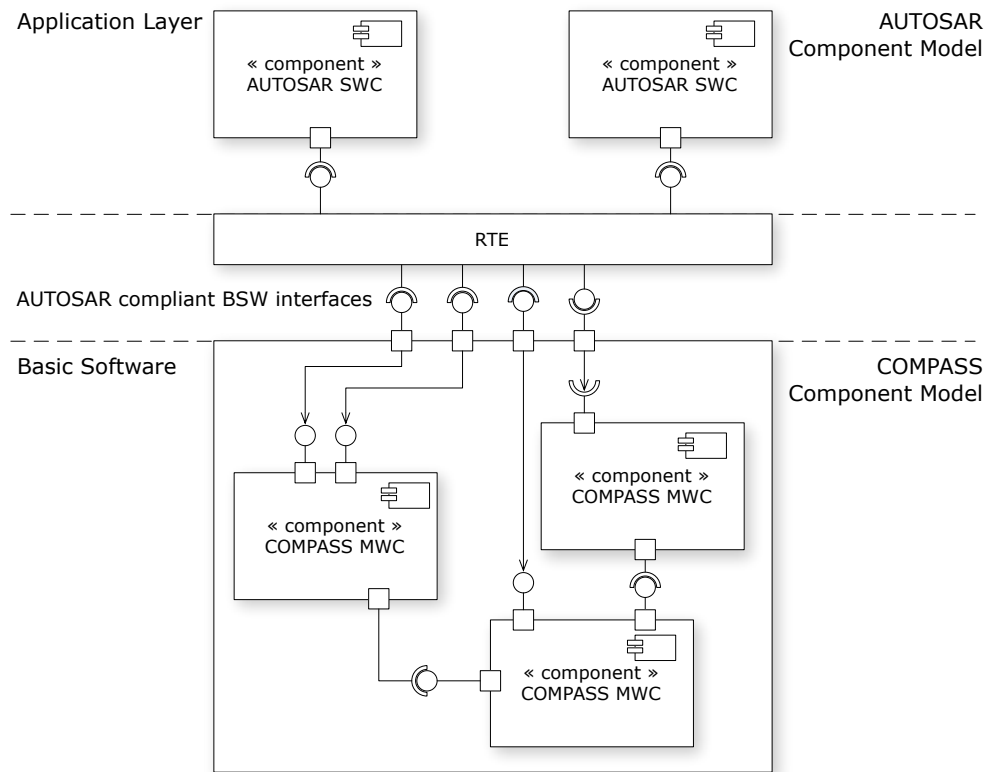 Application Layer
AUTOSAR
Component Model
« component »
AUTOSAR SWC
« component »
AUTOSAR SWC
RTE
AUTOSAR compliant BSW interfaces
Basic Software
COMPASS
Component Model
« component »
COMPASS MWC
« component »
COMPASS MWC
« component »
COMPASS MWC